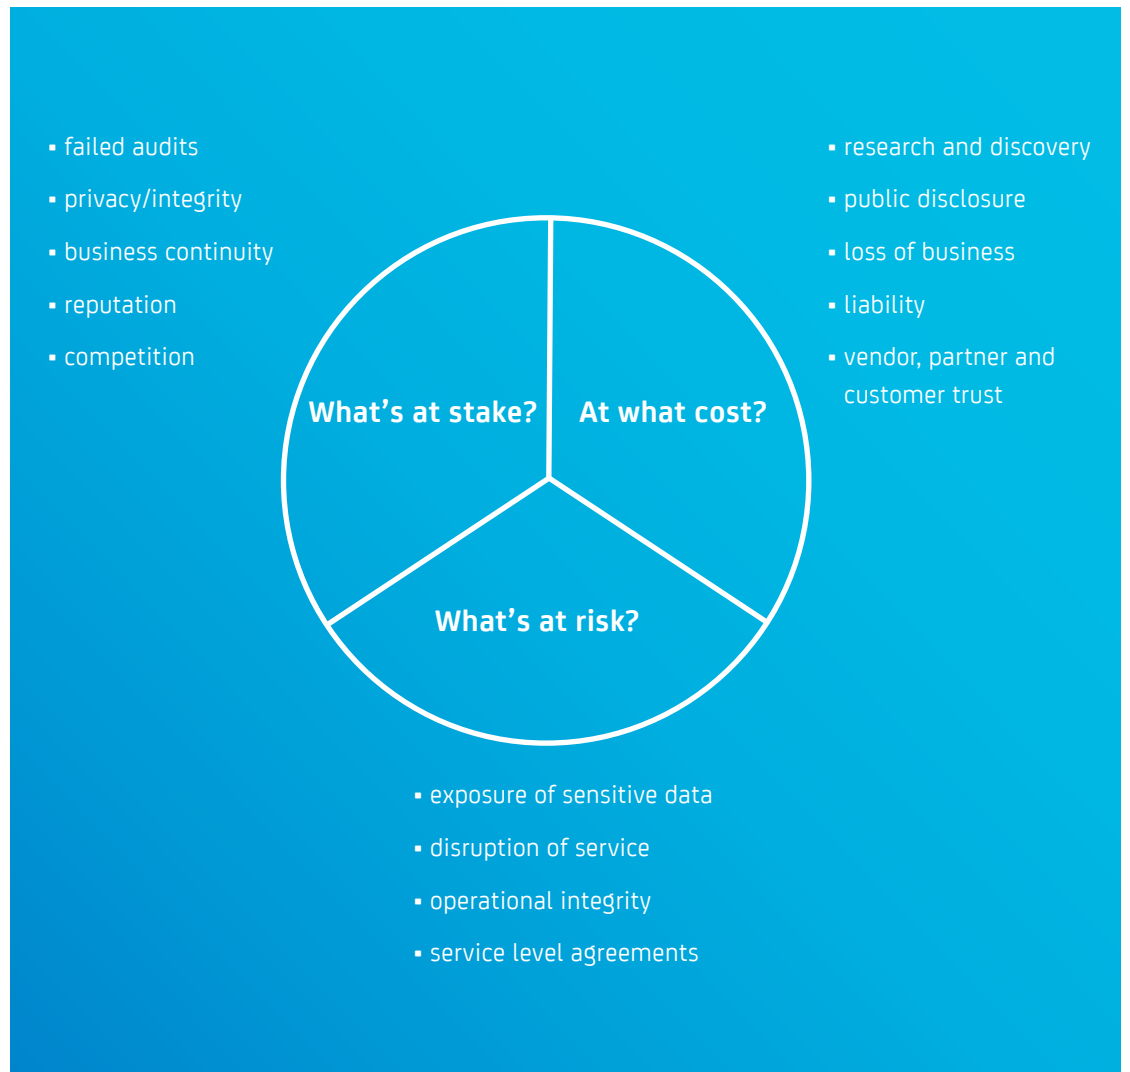 ▪ failed audits
▪ privacy/integrity
▪ business continuity
▪ reputation
▪ competition
▪ research and discovery
▪ public disclosure
▪ loss of business
▪ liability
▪ vendor, partner and
customer trust
What’s at stake?
At what cost?
What’s at risk?
▪ exposure of sensitive data
▪ disruption of service
▪ operational integrity
▪ service level agreements